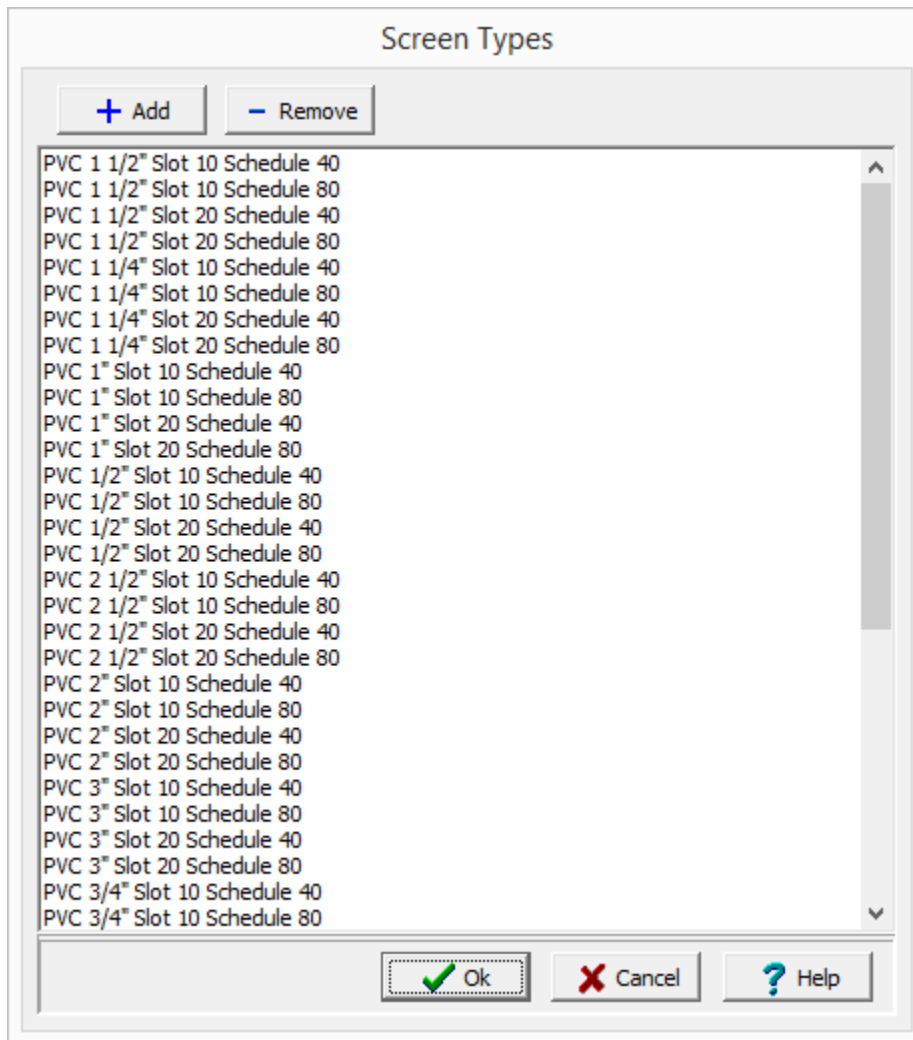 Screen Types
Add
Remove
PVC 1 1/2" Slot 10 Schedule 40
PVC 1 1/2" Slot 10 Schedule 80
PVC 1 1/2" Slot 20 Schedule 40
PVC 1 1/2" Slot 20 Schedule 80
PVC 1 1/4" Slot 10 Schedule 40
PVC 1 1/4" Slot 10 Schedule 80
PVC 1 1/4" Slot 20 Schedule 40
PVC 1 1/4" Slot 20 Schedule 80
PVC 1" Slot 10 Schedule 40
PVC 1" Slot 10 Schedule 80
PVC 1" Slot 20 Schedule 40
PVC 1" Slot 20 Schedule 80
PVC 1/2" Slot 10 Schedule 40
PVC 1/2" Slot 10 Schedule 80
PVC 1/2" Slot 20 Schedule 40
PVC 1/2" Slot 20 Schedule 80
PVC 2 1/2" Slot 10 Schedule 40
PVC 2 1/2" Slot 10 Schedule 80
PVC 2 1/2" Slot 20 Schedule 40
PVC 2 1/2" Slot 20 Schedule 80
PVC 2" Slot 10 Schedule 40
PVC 2" Slot 10 Schedule 80
PVC 2" Slot 20 Schedule 40
PVC 2" Slot 20 Schedule 80
PVC 3" Slot 10 Schedule 40
PVC 3" Slot 10 Schedule 80
PVC 3" Slot 20 Schedule 40
PVC 3" Slot 20 Schedule 80
PVC 3/4" Slot 10 Schedule 40
PVC 3/4" Slot 10 Schedule 80
Ok
Cancel
Help